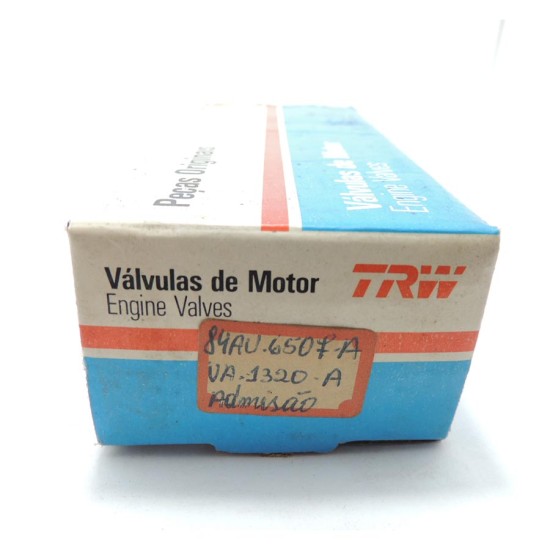 Peças Originais
Válvulas de Motor
Engine Valves
Válvulas de Motor
Engine Valves
TRW
84AU.6507-A
VA.1320-A
Admisão